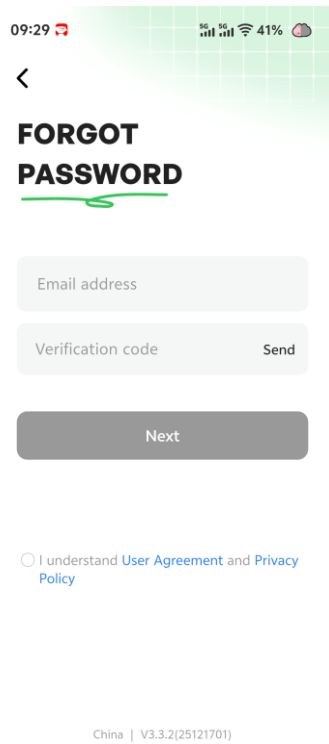 09:29 5G 5G 41%
FORGOT
PASSWORD
Email address
Verification code Send
Next
I understand User Agreement and Privacy
Policy
China | V3.3.2(25121701)